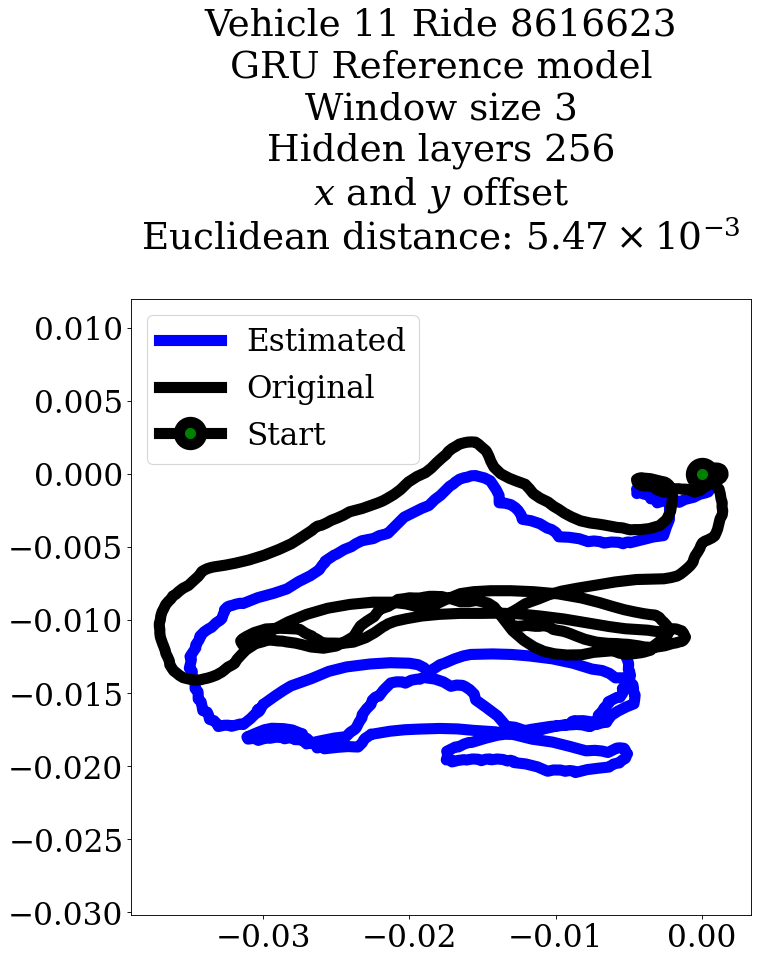 Vehicle 11 Ride 8616623
GRU Reference model
Window size 3
Hidden layers 256
x and y offset
Euclidean distance: 5.47 × 10⁻³
Estimated
Original
Start
0.010
0.005
0.000
−0.005
−0.010
−0.015
−0.020
−0.025
−0.030
−0.03 −0.02 −0.01 0.00